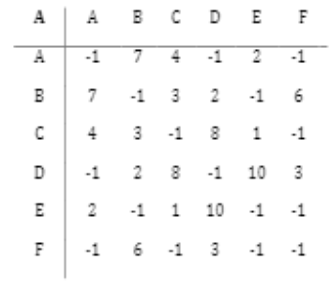 A A B C D E F
A -1 7 4 -1 2 -1
B 7 -1 3 2 -1 6
C 4 3 -1 8 1 -1
D -1 2 8 -1 10 3
E 2 -1 1 10 -1 -1
F -1 6 -1 3 -1 -1